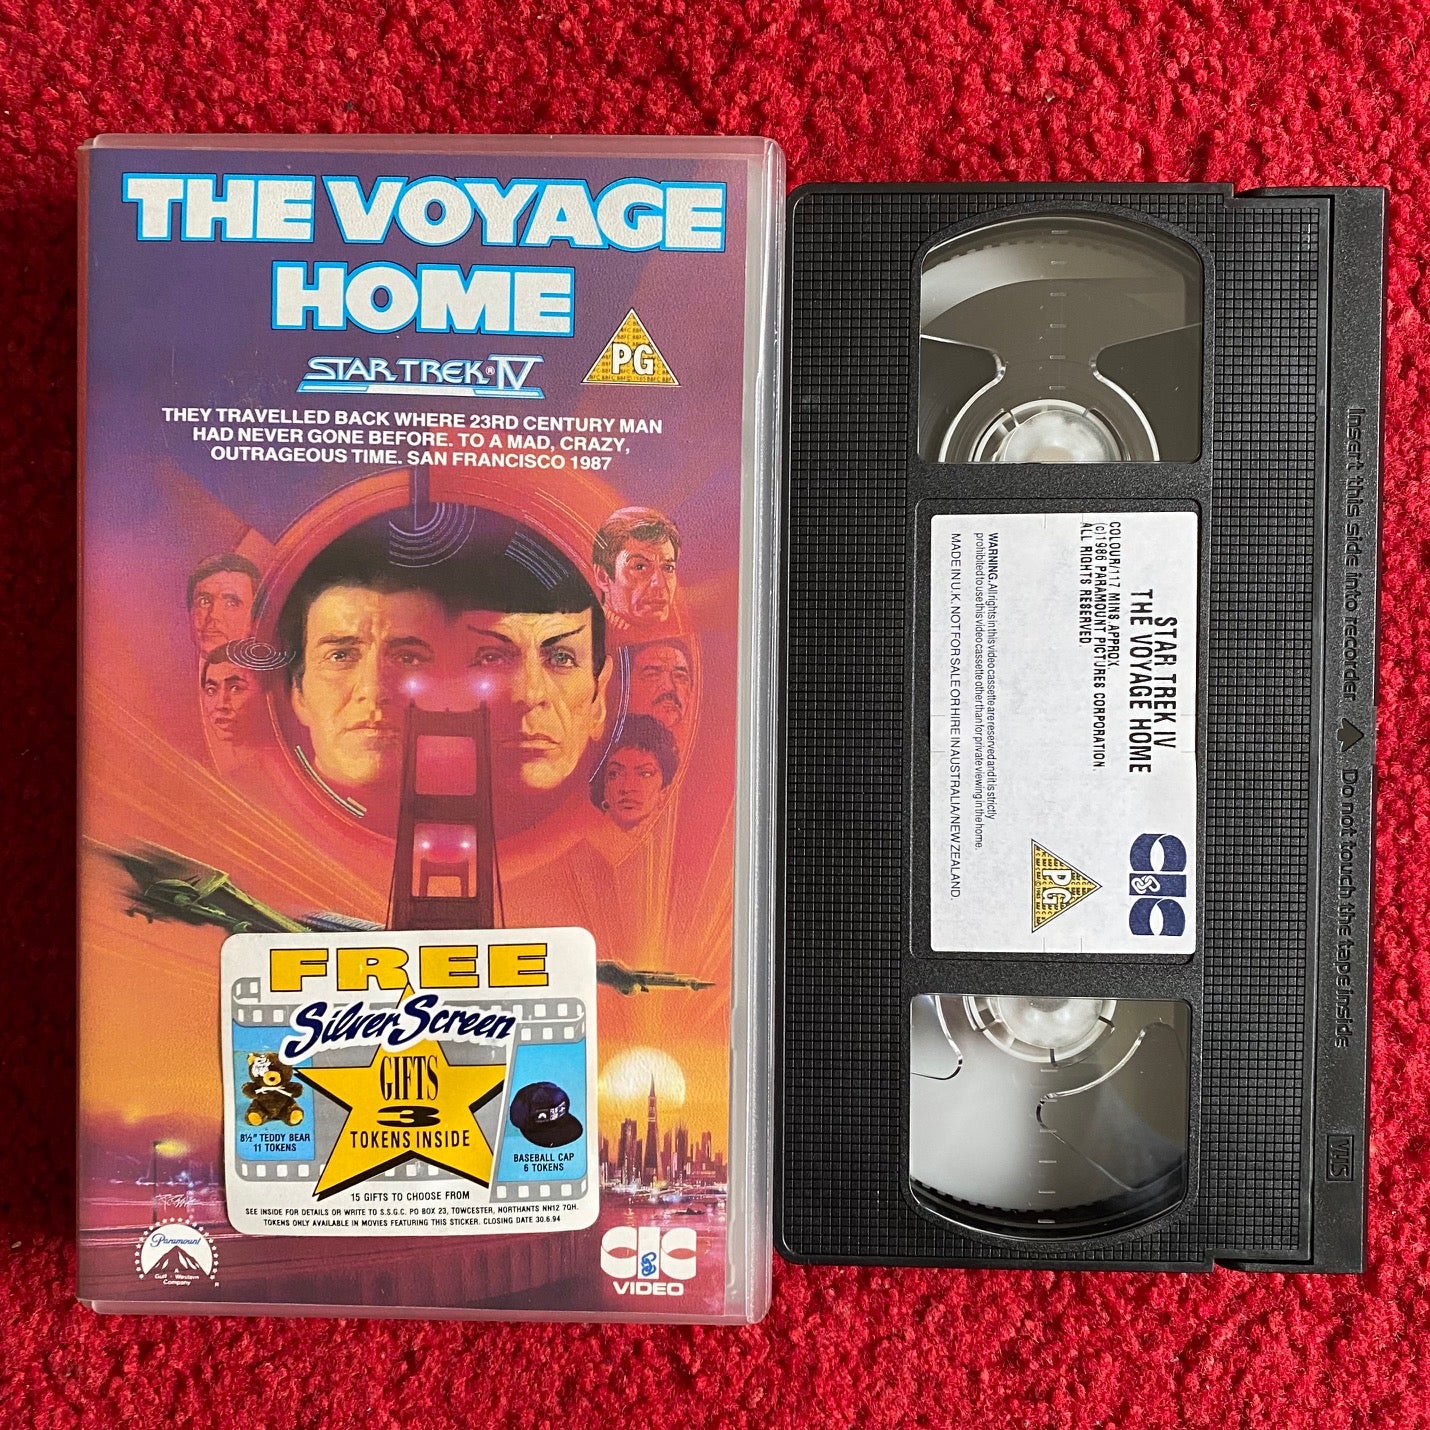 THE VOYAGE
HOME
STAR TREK® IV
PG
THEY TRAVELLED BACK WHERE 23RD CENTURY MAN
HAD NEVER GONE BEFORE. TO A MAD, CRAZY,
OUTRAGEOUS TIME. SAN FRANCISCO 1987
FREE
Silver Screen
GIFTS
3
TOKENS INSIDE
8½" TEDDY BEAR
11 TOKENS
BASEBALL CAP
6 TOKENS
15 GIFTS TO CHOOSE FROM
SEE INSIDE FOR DETAILS OR WRITE TO S.S.G.C. PO BOX 23, TOWCESTER, NORTHANTS NN12 7QH.
TOKENS ONLY AVAILABLE IN MOVIES FEATURING THIS STICKER. CLOSING DATE 30.6.94
Paramount
A
Gulf + Western
Company
CIC
VIDEO
STAR TREK IV
THE VOYAGE HOME
COLOUR/117 MINS APPROX.
(c)1986 PARAMOUNT PICTURES CORPORATION.
ALL RIGHTS RESERVED.
WARNING. All rights in this video cassette are reserved and it is strictly
prohibited to use this video cassette other than for private viewing in the home.
MADE IN U.K. NOT FOR SALE OR HIRE IN AUSTRALIA/NEW ZEALAND.
PG
CIC
Insert this side into recorder
Do not touch the tape inside
VHS